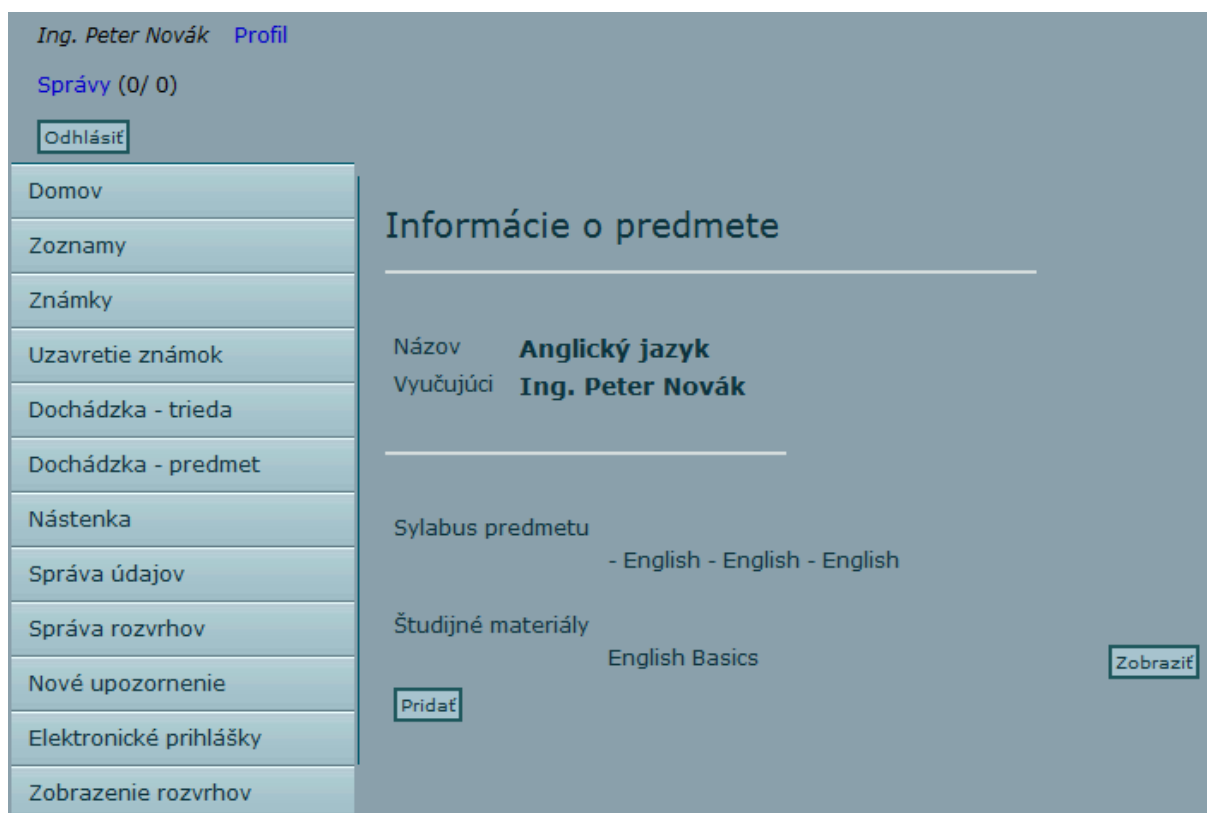 Ing. Peter Novák Profil
Správy (0/ 0)
Odhlásiť
Domov
Zoznamy
Známky
Uzavretie známok
Dochádzka - trieda
Dochádzka - predmet
Nástenka
Správa údajov
Správa rozvrhov
Nové upozornenie
Elektronické prihlášky
Zobrazenie rozvrhov
Informácie o predmete
Názov Anglický jazyk
Vyučujúci Ing. Peter Novák
Sylabus predmetu
- English - English - English
Študijné materiály
English Basics Zobraziť
Pridať